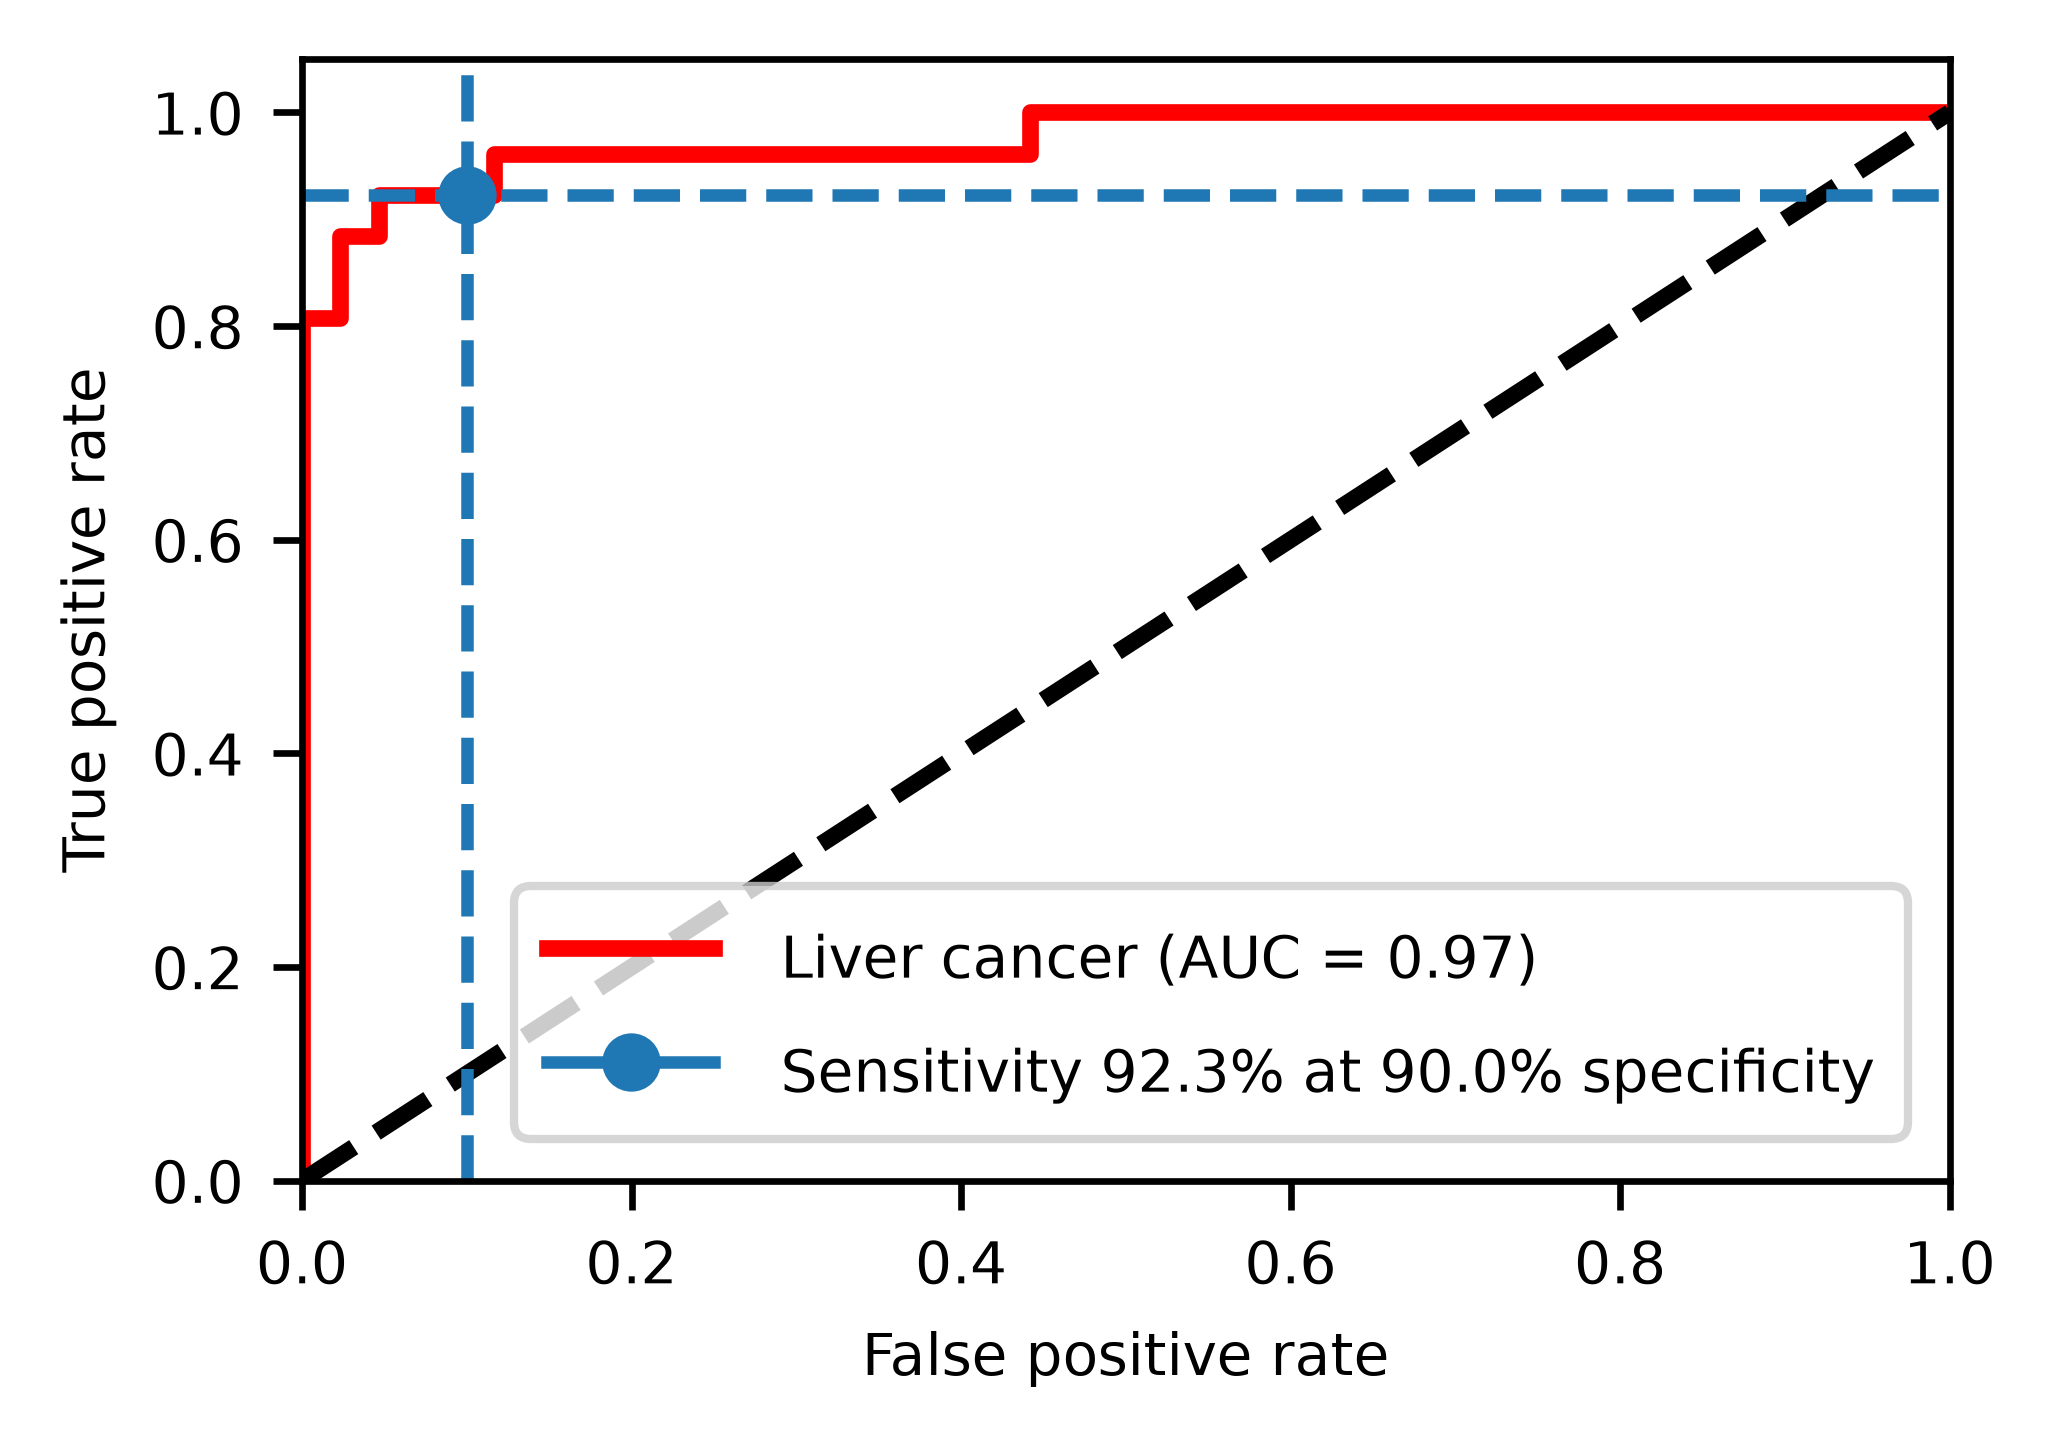 1.0
0.8
0.6
0.4
0.2
0.0
True positive rate
Liver cancer (AUC = 0.97)
Sensitivity 92.3% at 90.0% specificity
0.0 0.2 0.4 0.6 0.8 1.0
False positive rate